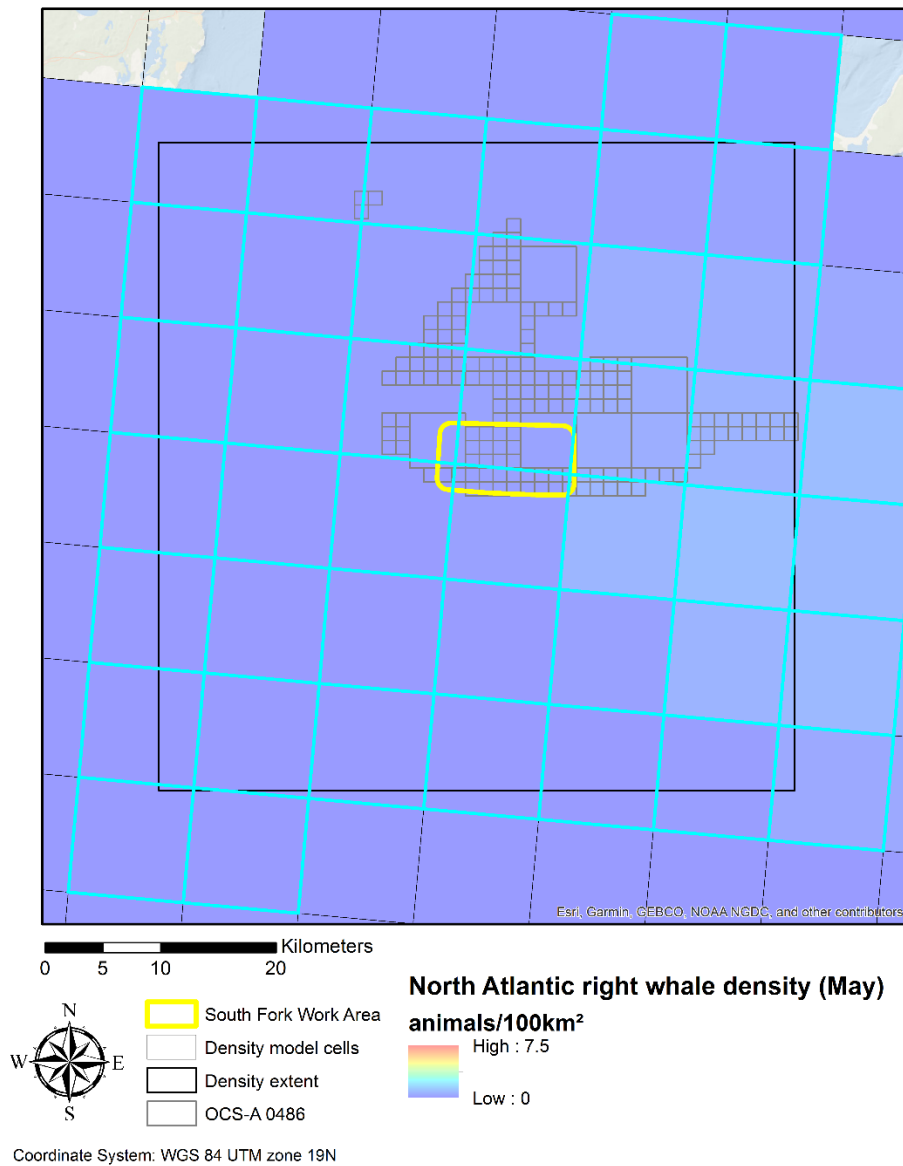 Esri, Garmin, GEBCO, NOAA NGDC, and other contributors
Kilometers
0 5 10 20
North Atlantic right whale density (May)
animals/100km²
High : 7.5
Low : 0
N
W E
S
South Fork Work Area
Density model cells
Density extent
OCS-A 0486
Coordinate System: WGS 84 UTM zone 19N